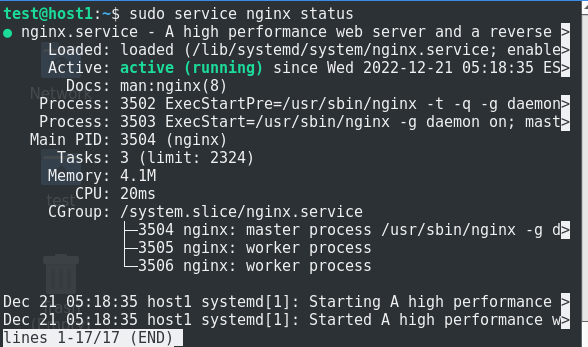 test@host1:~$ sudo service nginx status
● nginx.service - A high performance web server and a reverse >
Loaded: loaded (/lib/systemd/system/nginx.service; enable>
Active: active (running) since Wed 2022-12-21 05:18:35 ES>
Docs: man:nginx(8)
Process: 3502 ExecStartPre=/usr/sbin/nginx -t -q -g daemon>
Process: 3503 ExecStart=/usr/sbin/nginx -g daemon on; mast>
Main PID: 3504 (nginx)
Tasks: 3 (limit: 2324)
Memory: 4.1M
CPU: 20ms
CGroup: /system.slice/nginx.service
├─3504 nginx: master process /usr/sbin/nginx -g d>
├─3505 nginx: worker process
└─3506 nginx: worker process
Dec 21 05:18:35 host1 systemd[1]: Starting A high performance >
Dec 21 05:18:35 host1 systemd[1]: Started A high performance w>
lines 1-17/17 (END)
Network
test